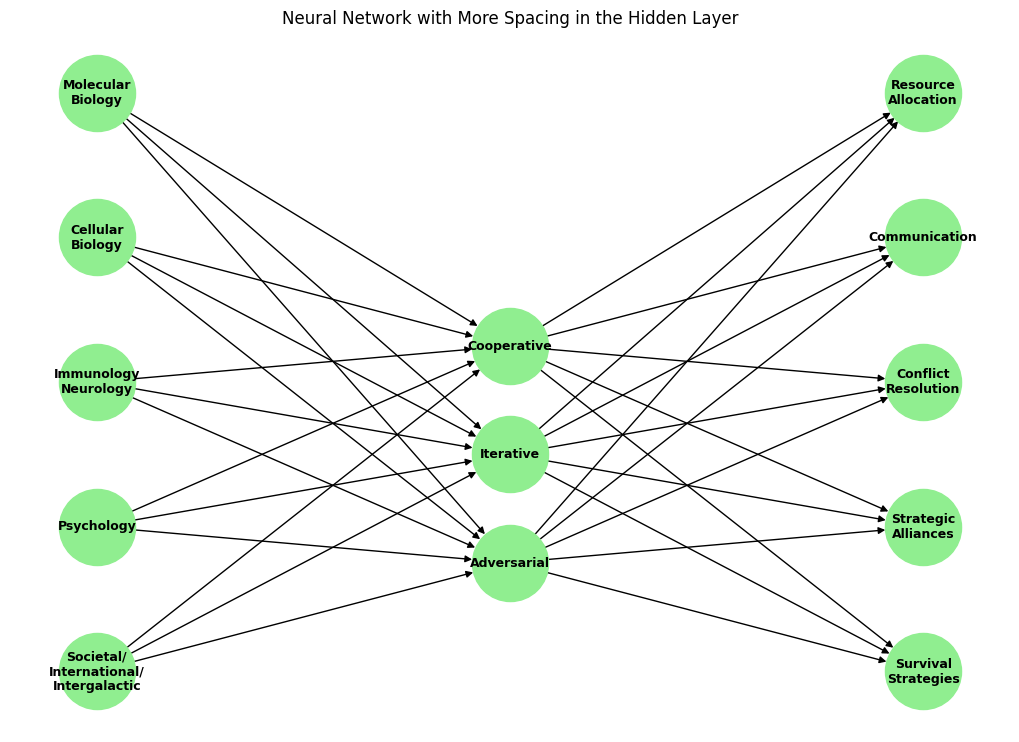 Neural Network with More Spacing in the Hidden Layer
Molecular
Biology
Cellular
Biology
Immunology
Neurology
Psychology
Societal/
International/
Intergalactic
Cooperative
Iterative
Adversarial
Resource
Allocation
Communication
Conflict
Resolution
Strategic
Alliances
Survival
Strategies